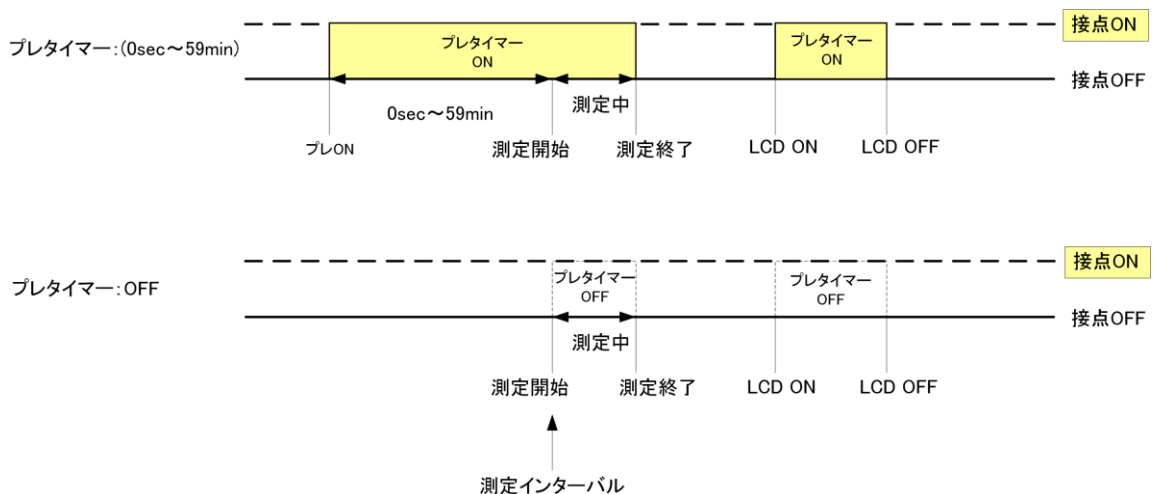 プレタイマー:(0sec～59min)
プレタイマー
ON
プレタイマー
ON
接点ON
接点OFF
0sec～59min
測定中
プレON
測定開始
測定終了
LCD ON
LCD OFF
プレタイマー:OFF
プレタイマー
OFF
プレタイマー
OFF
接点ON
接点OFF
測定中
測定開始
測定終了
LCD ON
LCD OFF
測定インターバル